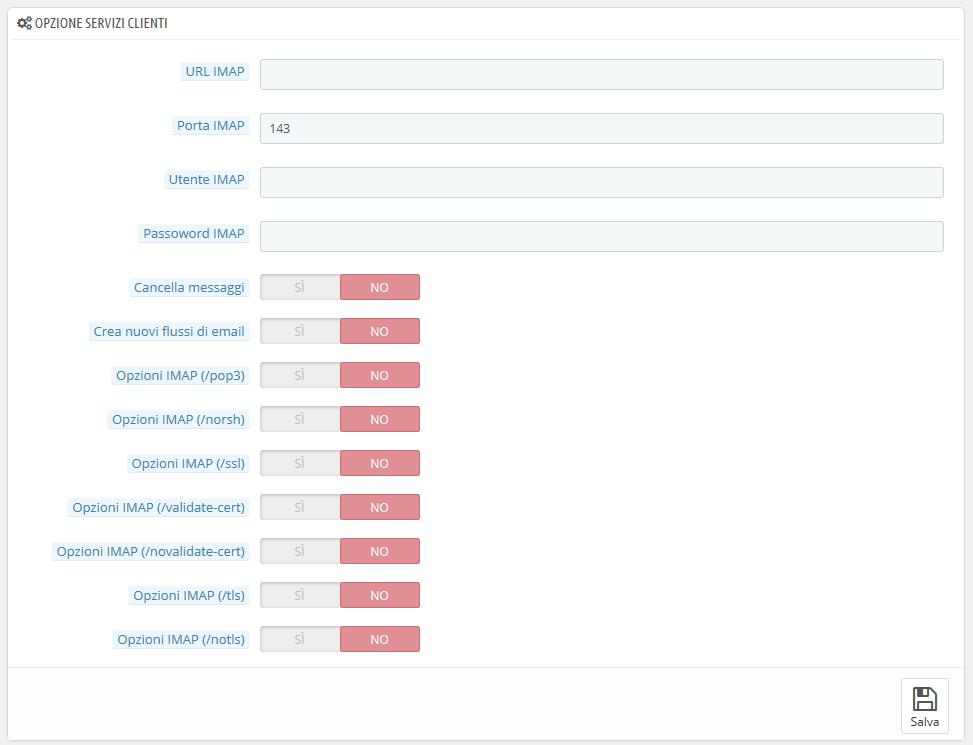 OPZIONE SERVIZI CLIENTI
URL IMAP
Porta IMAP 143
Utente IMAP
Passoword IMAP
Cancella messaggi SÌ NO
Crea nuovi flussi di email SÌ NO
Opzioni IMAP (/pop3) SÌ NO
Opzioni IMAP (/norsh) SÌ NO
Opzioni IMAP (/ssl) SÌ NO
Opzioni IMAP (/validate-cert) SÌ NO
Opzioni IMAP (/novalidate-cert) SÌ NO
Opzioni IMAP (/tls) SÌ NO
Opzioni IMAP (/notls) SÌ NO
Salva